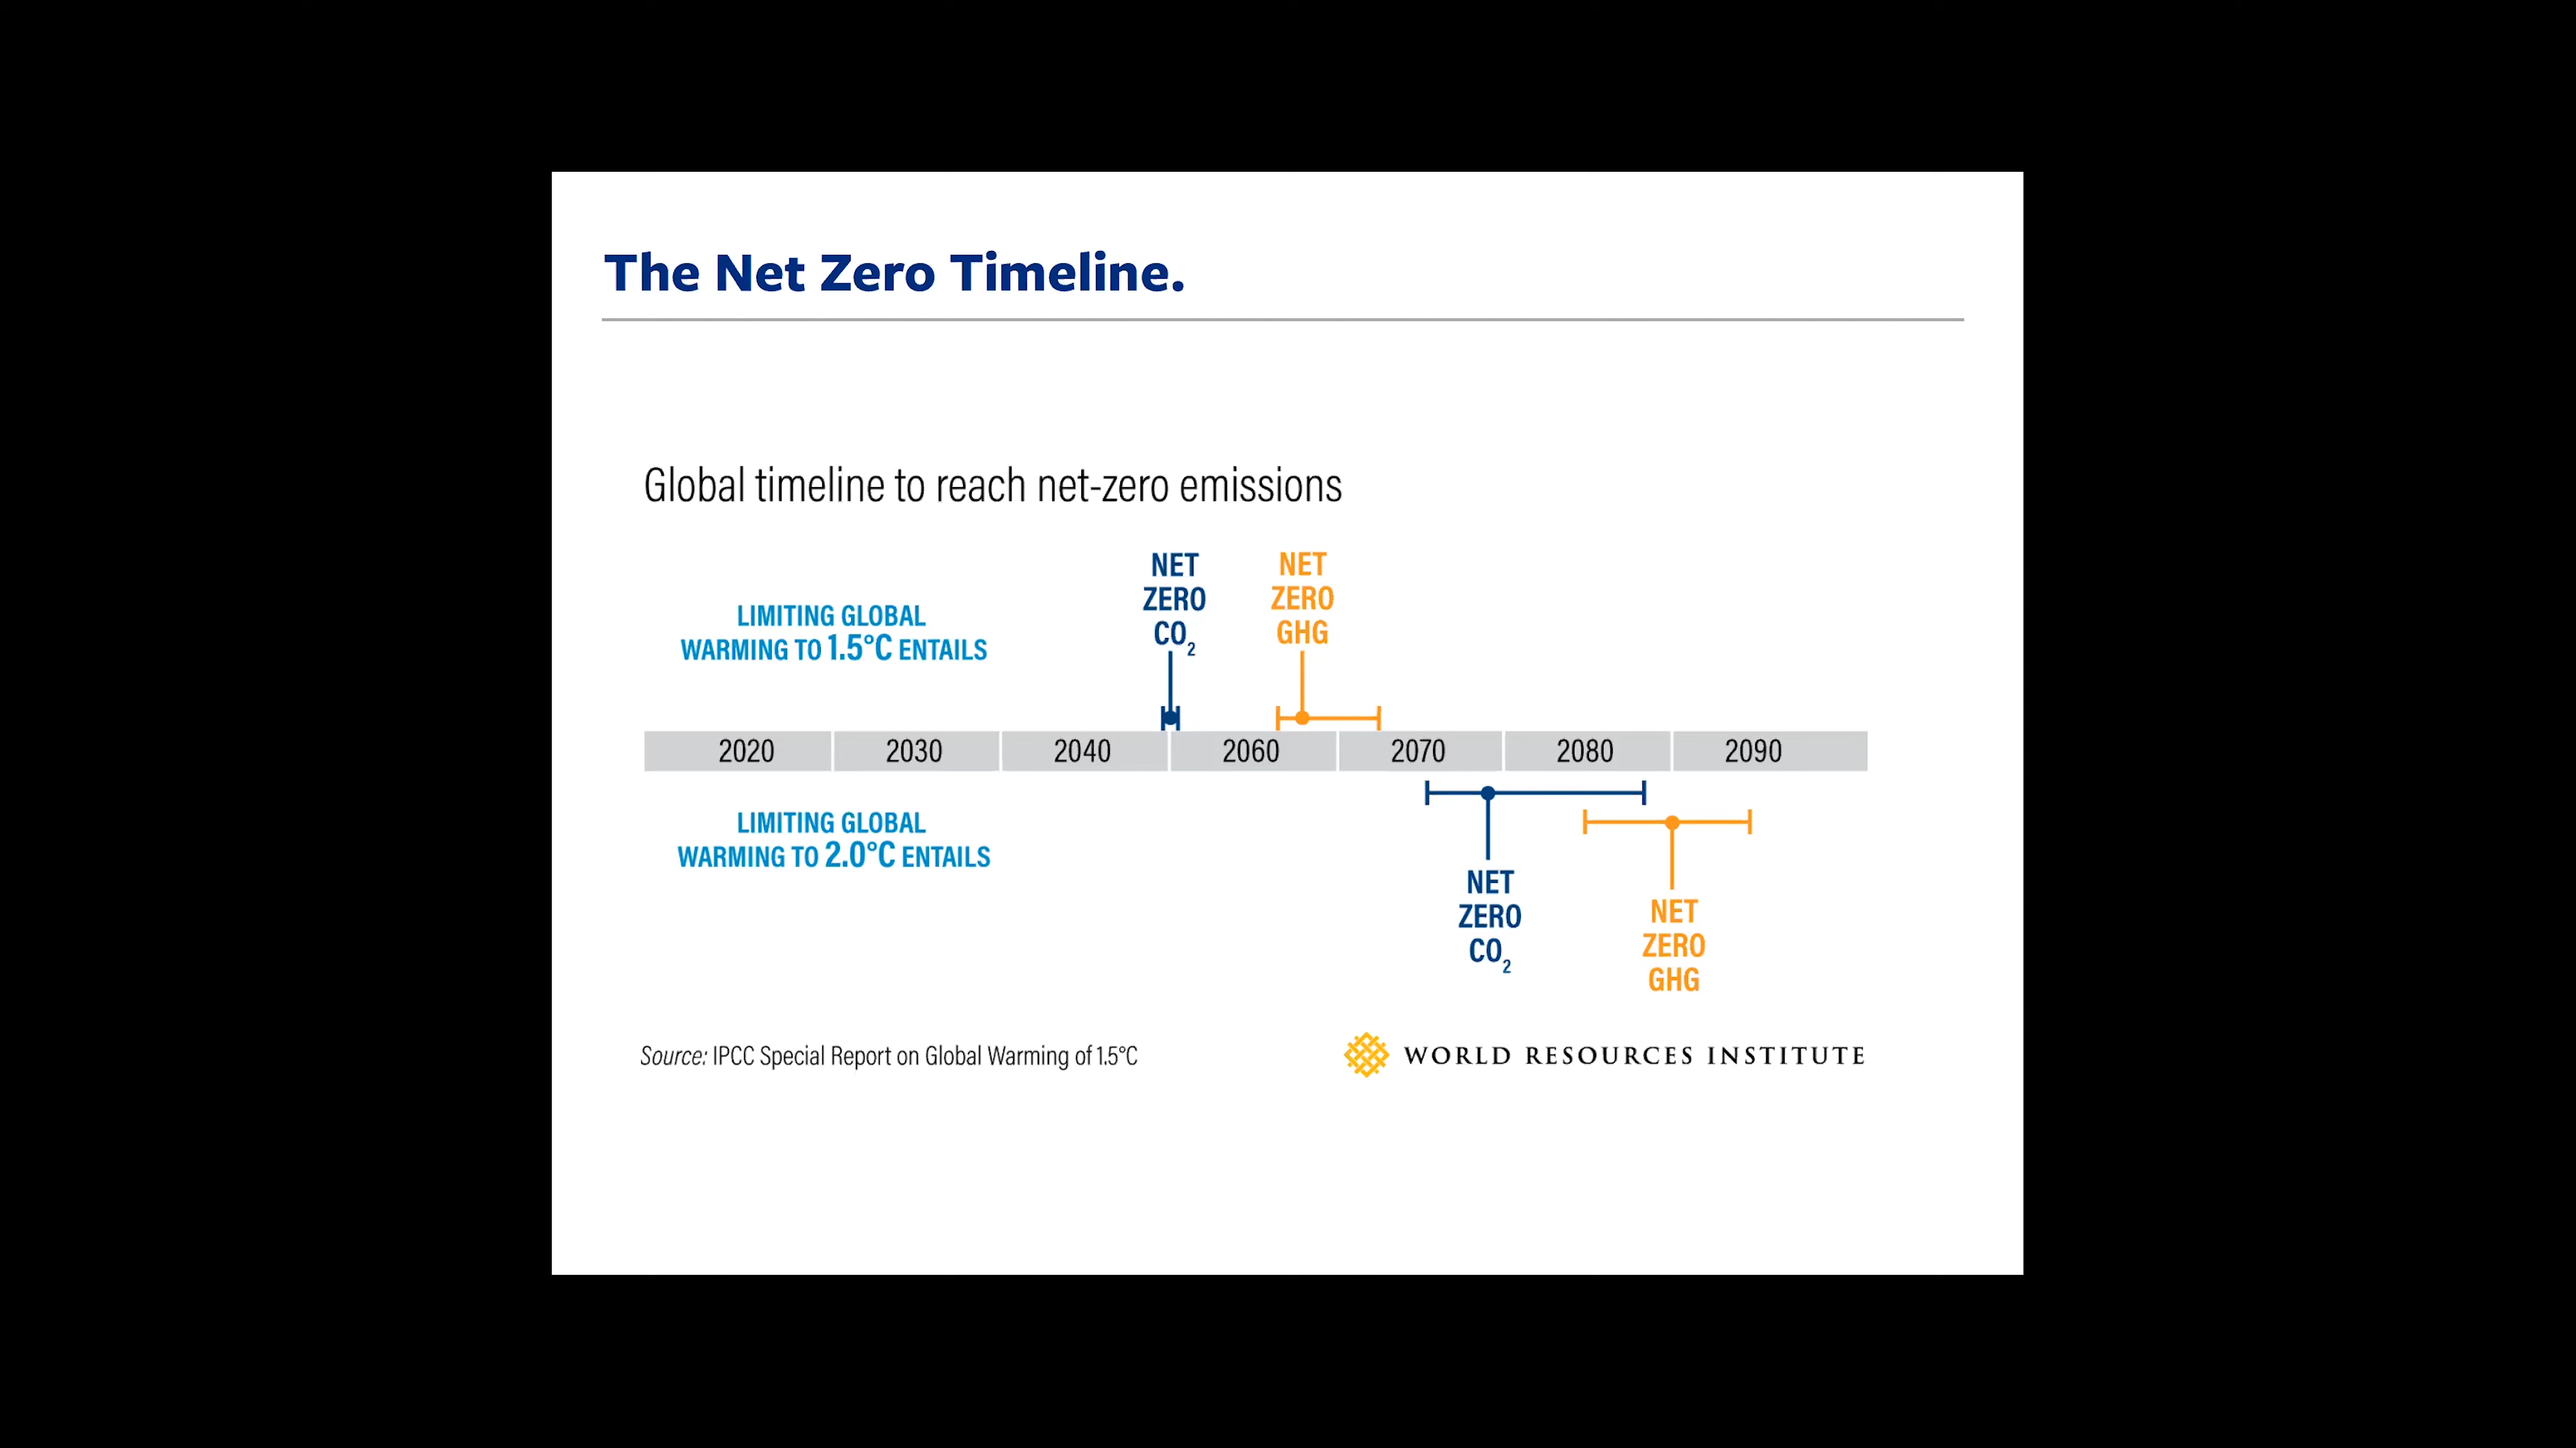 The Net Zero Timeline.
Global timeline to reach net-zero emissions
LIMITING GLOBAL
WARMING TO 1.5°C ENTAILS
NET
ZERO
CO₂
NET
ZERO
GHG
2020 2030 2040 2060 2070 2080 2090
LIMITING GLOBAL
WARMING TO 2.0°C ENTAILS
NET
ZERO
CO₂
NET
ZERO
GHG
Source: IPCC Special Report on Global Warming of 1.5°C
WORLD RESOURCES INSTITUTE